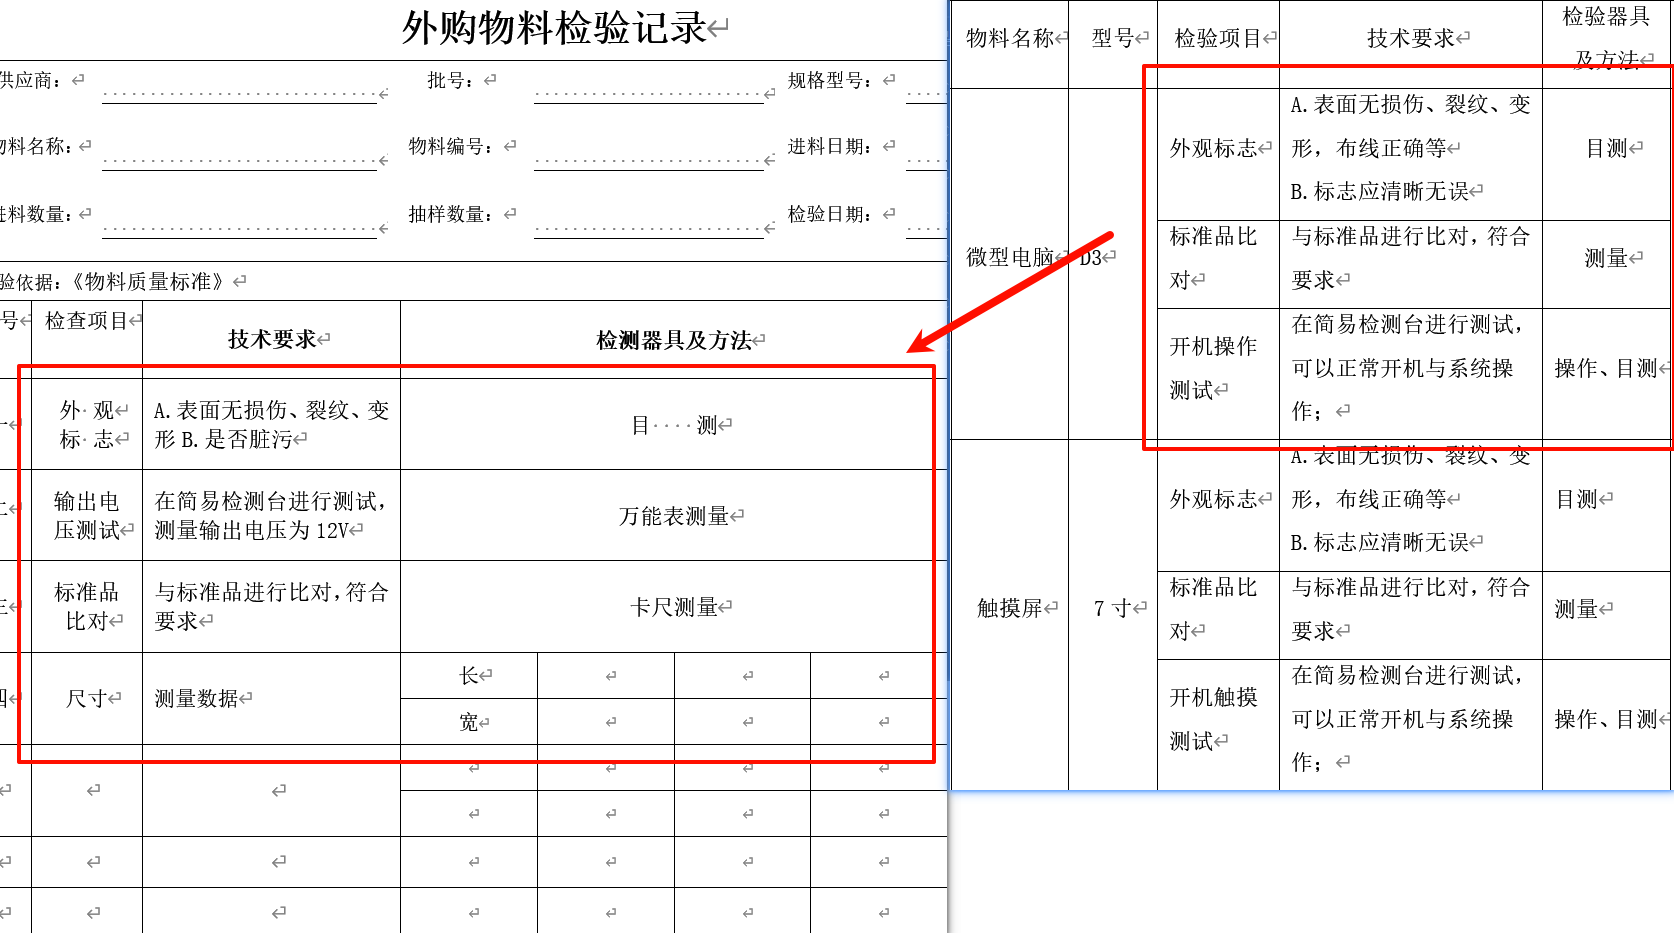 外购物料检验记录
供应商：
批号：
规格型号：
物料名称：
物料编号：
进料日期：
进料数量：
抽样数量：
检验日期：
验依据：《物料质量标准》
号
检查项目
技术要求
检测器具及方法
外 观
标 志
A.表面无损伤、裂纹、变
形 B.是否脏污
目 测
输出电
压测试
在简易检测台进行测试，
测量输出电压为 12V
万能表测量
标准品
比对
与标准品进行比对，符合
要求
卡尺测量
四
尺寸
测量数据
长
宽
物料名称
型号
检验项目
技术要求
检验器具
及方法
微型电脑
D3
外观标志
A.表面无损伤、裂纹、变
形，布线正确等
B.标志应清晰无误
目测
标准品比
对
与标准品进行比对，符合
要求
测量
开机操作
测试
在简易检测台进行测试，
可以正常开机与系统操
作；
操作、目测
触摸屏
7 寸
外观标志
A.表面无损伤、裂纹、变
形，布线正确等
B.标志应清晰无误
目测
标准品比
对
与标准品进行比对，符合
要求
测量
开机触摸
测试
在简易检测台进行测试，
可以正常开机与系统操
作；
操作、目测